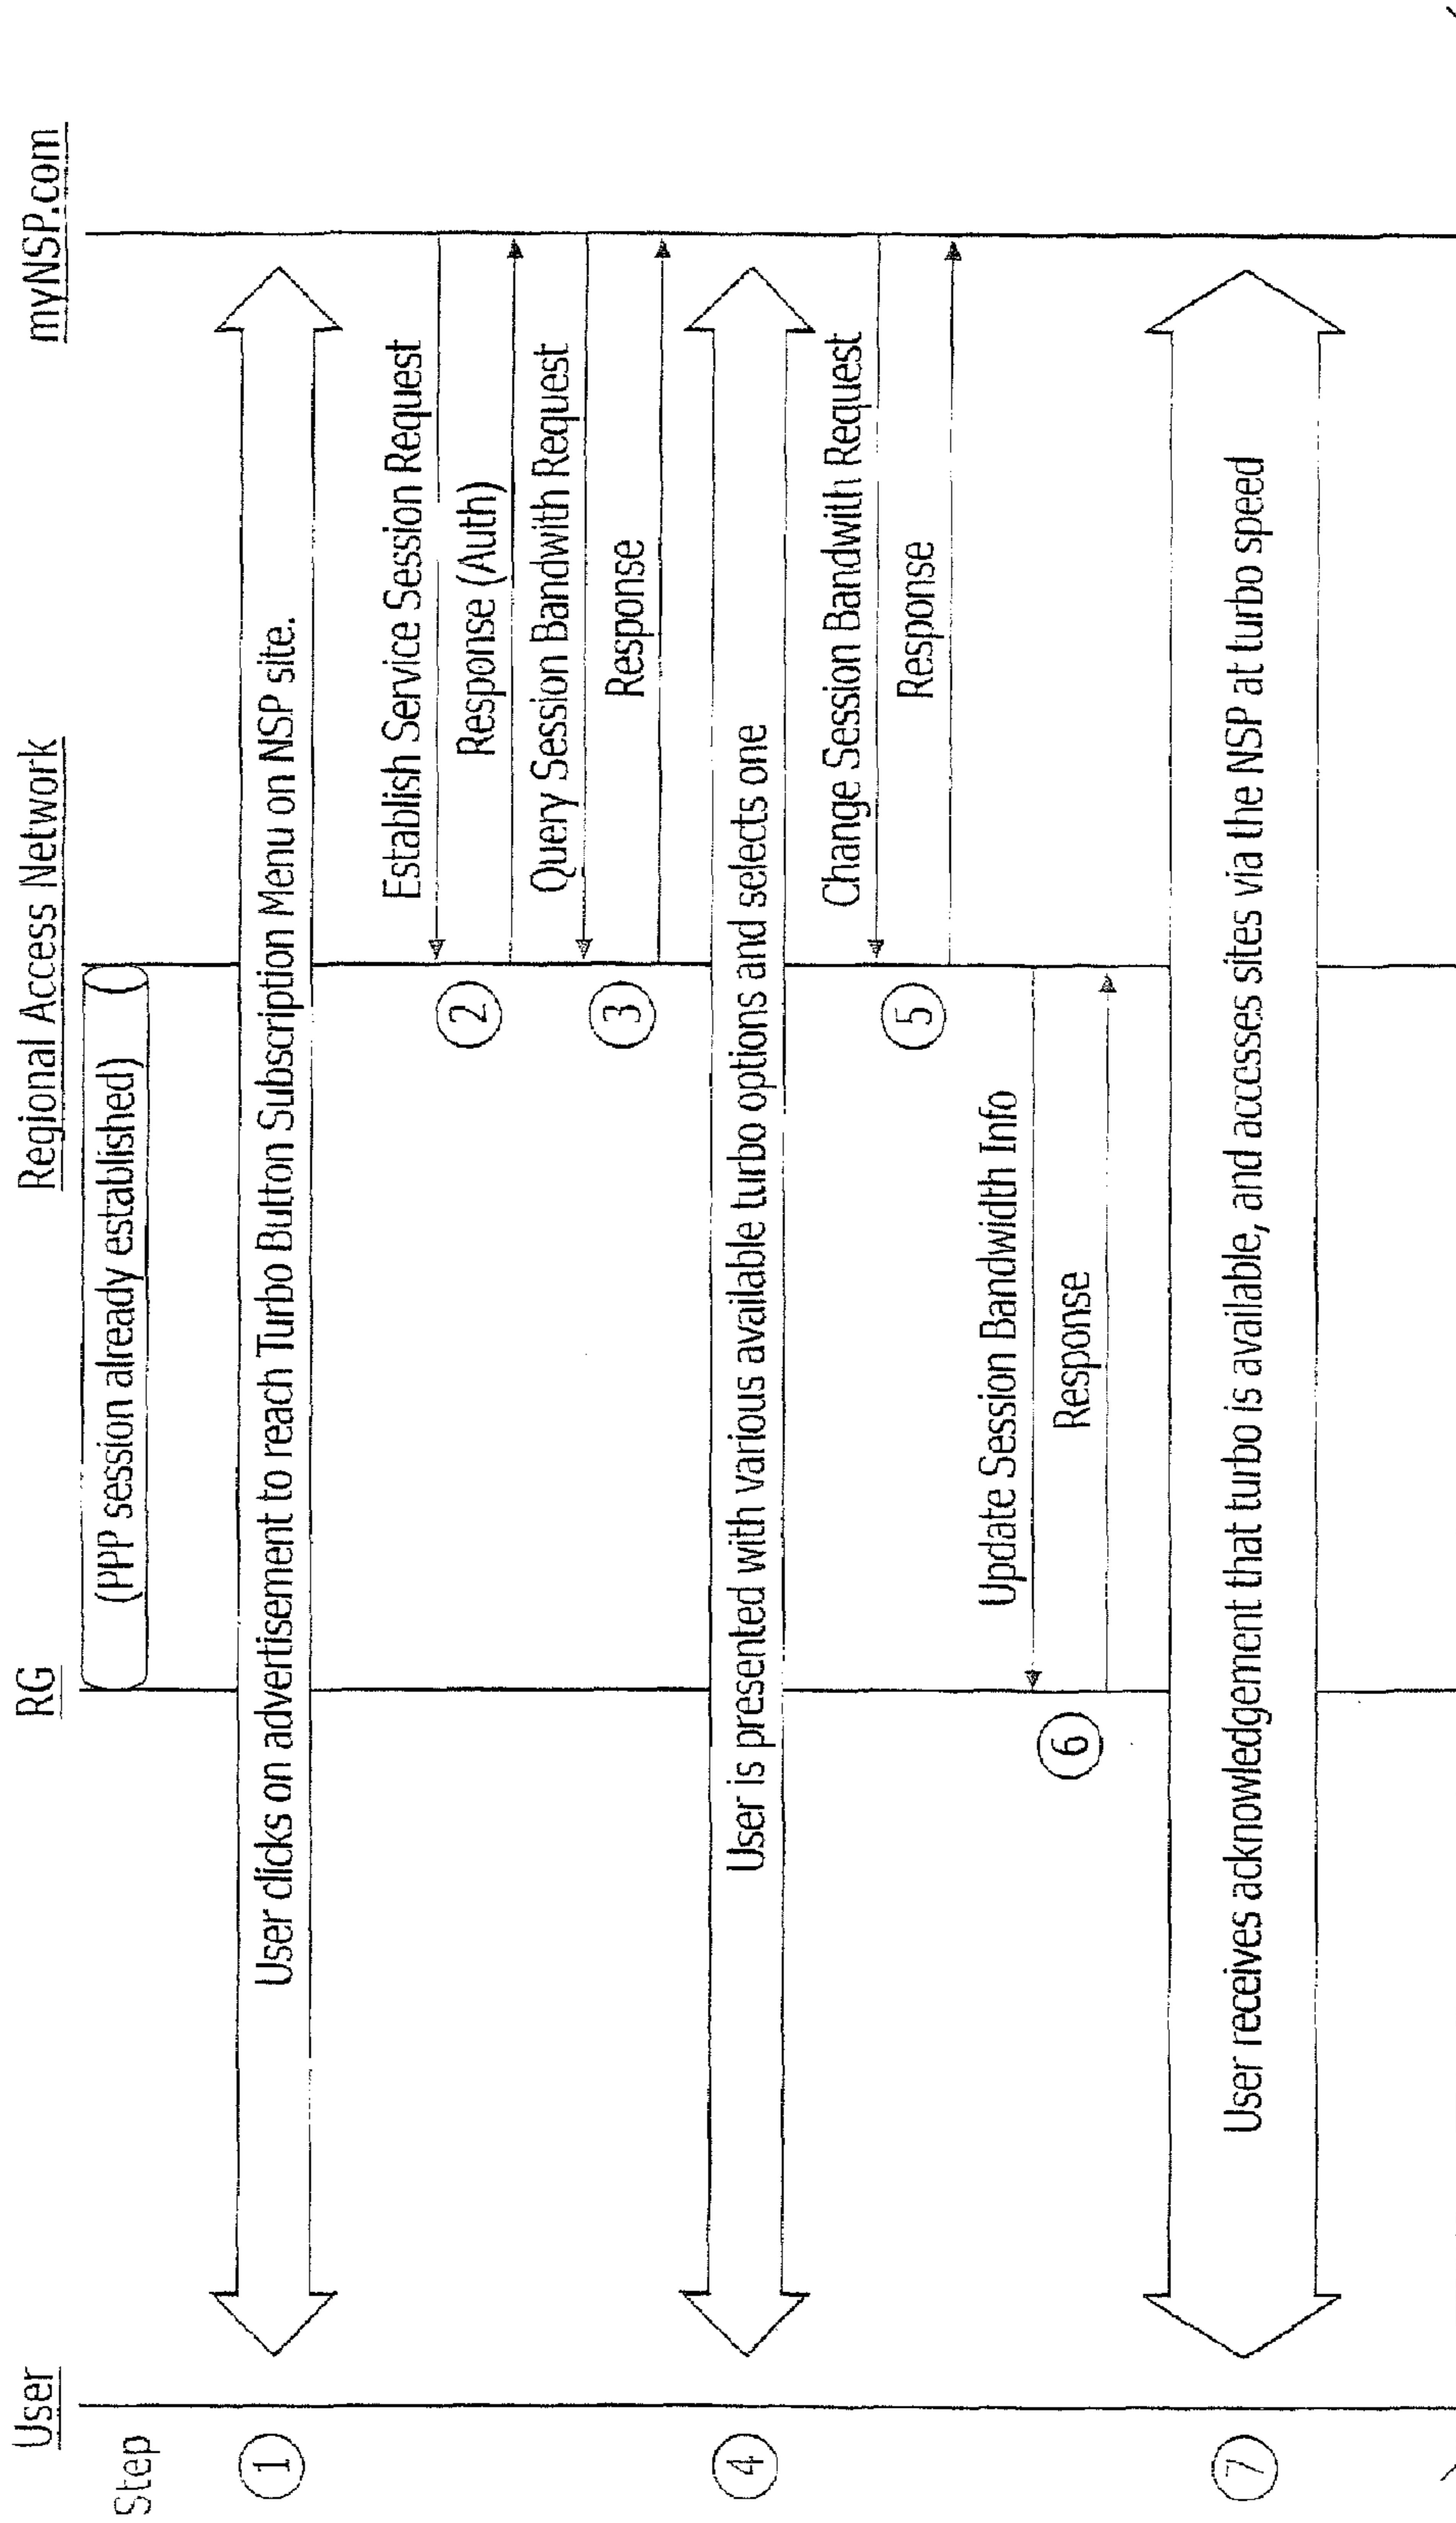 User
RG
Regional Access Network
myNSP.com
Step
(PPP session already established)
1
User clicks on advertisement to reach Turbo Button Subscription Menu on NSP site.
Establish Service Session Request
2
Response (Auth)
Query Session Bandwith Request
3
Response
4
User is presented with various available turbo options and selects one
Change Session Bandwith Request
5
Response
Update Session Bandwidth Info
6
Response
7
User receives acknowledgement that turbo is available, and accesses sites via the NSP at turbo speed